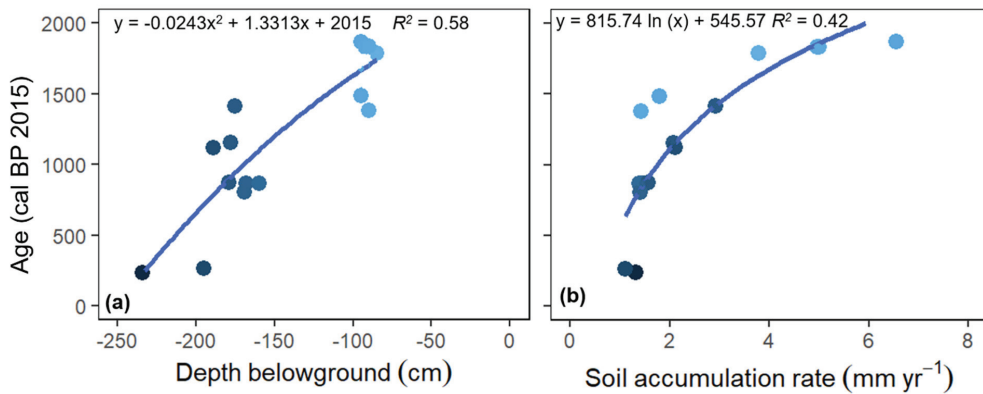 y = -0.0243x² + 1.3313x + 2015 R² = 0.58
y = 815.74 ln (x) + 545.57 R² = 0.42
Age (cal BP 2015)
2000
1500
1000
500
0
(a)
(b)
-250 -200 -150 -100 -50 0
0 2 4 6 8
Depth belowground (cm)
Soil accumulation rate (mm yr⁻¹)